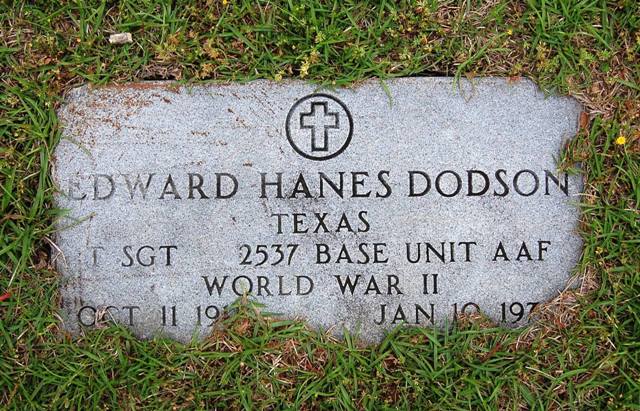 EDWARD HANES DODSON
TEXAS
T SGT 2537 BASE UNIT AAF
WORLD WAR II
OCT 11 JAN 10